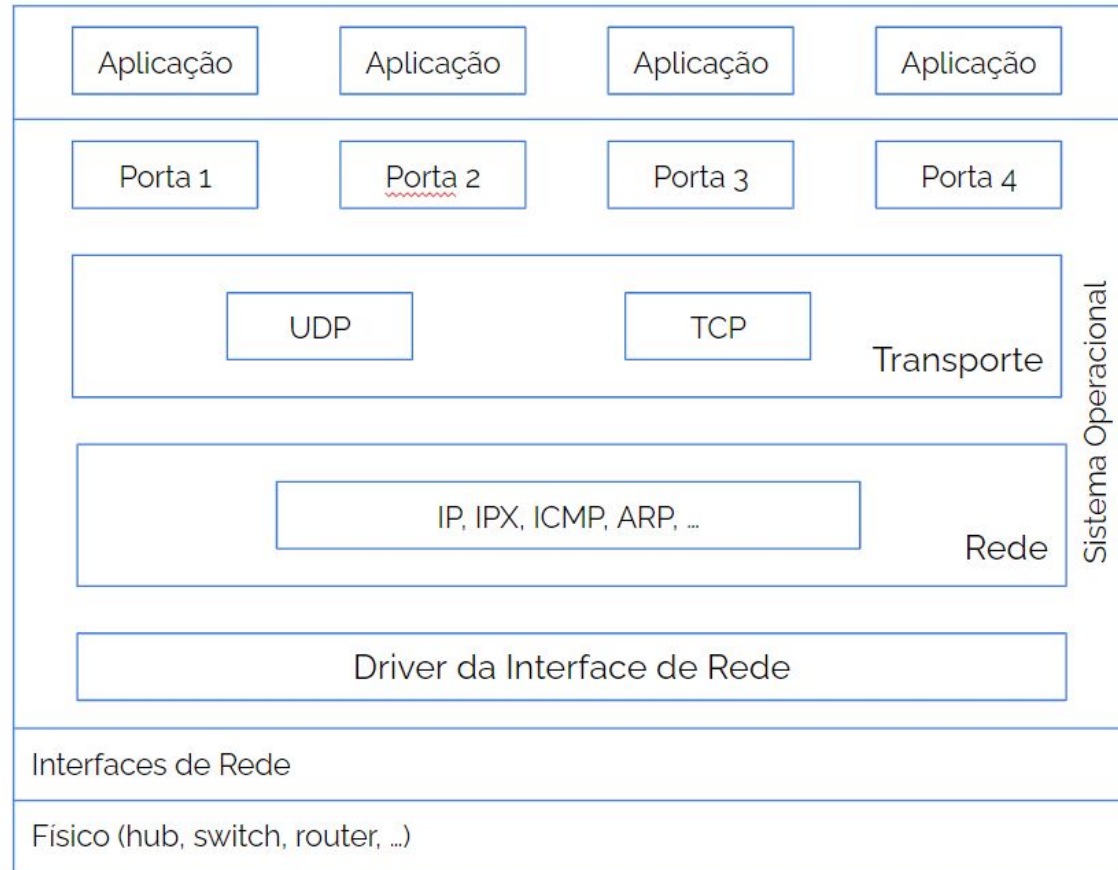 Aplicação Aplicação Aplicação Aplicação
Porta 1 Porta 2 Porta 3 Porta 4
UDP TCP
Transporte
IP, IPX, ICMP, ARP, ...
Rede
Sistema Operacional
Driver da Interface de Rede
Interfaces de Rede
Físico (hub, switch, router, ...)